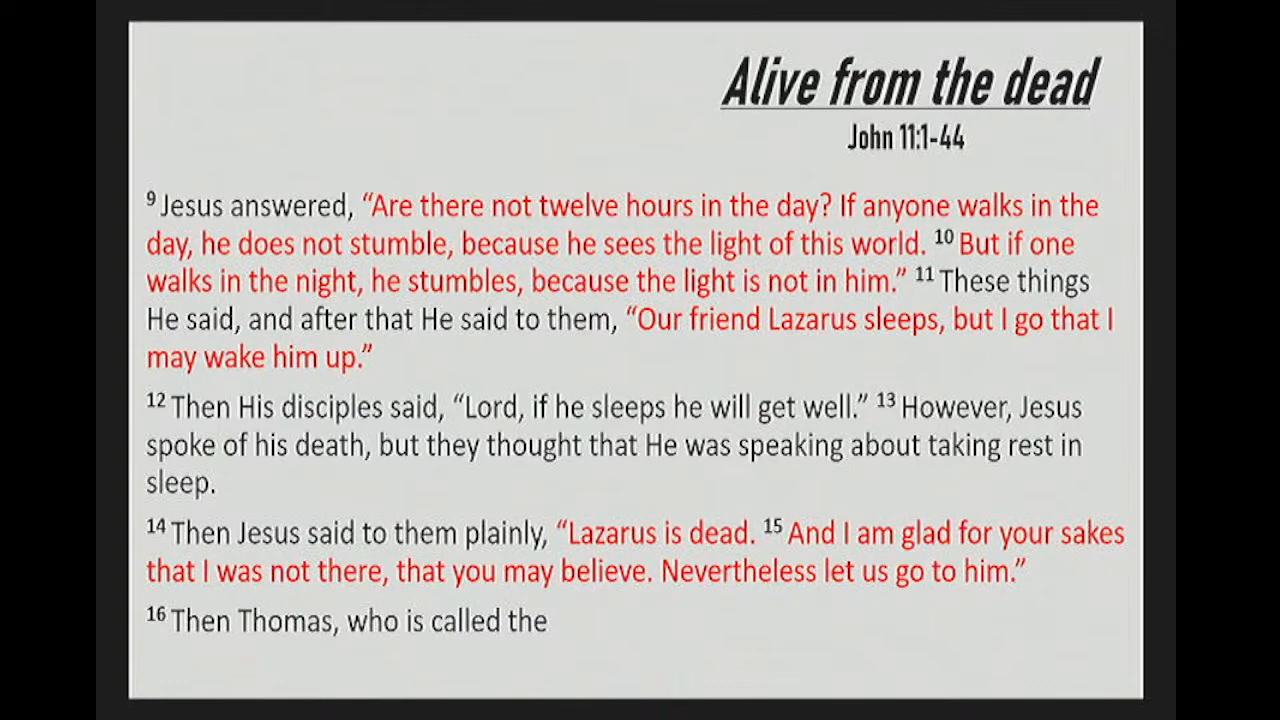 Alive from the dead
John 11:1-44
9 Jesus answered, “Are there not twelve hours in the day? If anyone walks in the
day, he does not stumble, because he sees the light of this world. 10 But if one
walks in the night, he stumbles, because the light is not in him.” 11 These things
He said, and after that He said to them, “Our friend Lazarus sleeps, but I go that I
may wake him up.”
12 Then His disciples said, “Lord, if he sleeps he will get well.” 13 However, Jesus
spoke of his death, but they thought that He was speaking about taking rest in
sleep.
14 Then Jesus said to them plainly, “Lazarus is dead. 15 And I am glad for your sakes
that I was not there, that you may believe. Nevertheless let us go to him.”
16 Then Thomas, who is called the